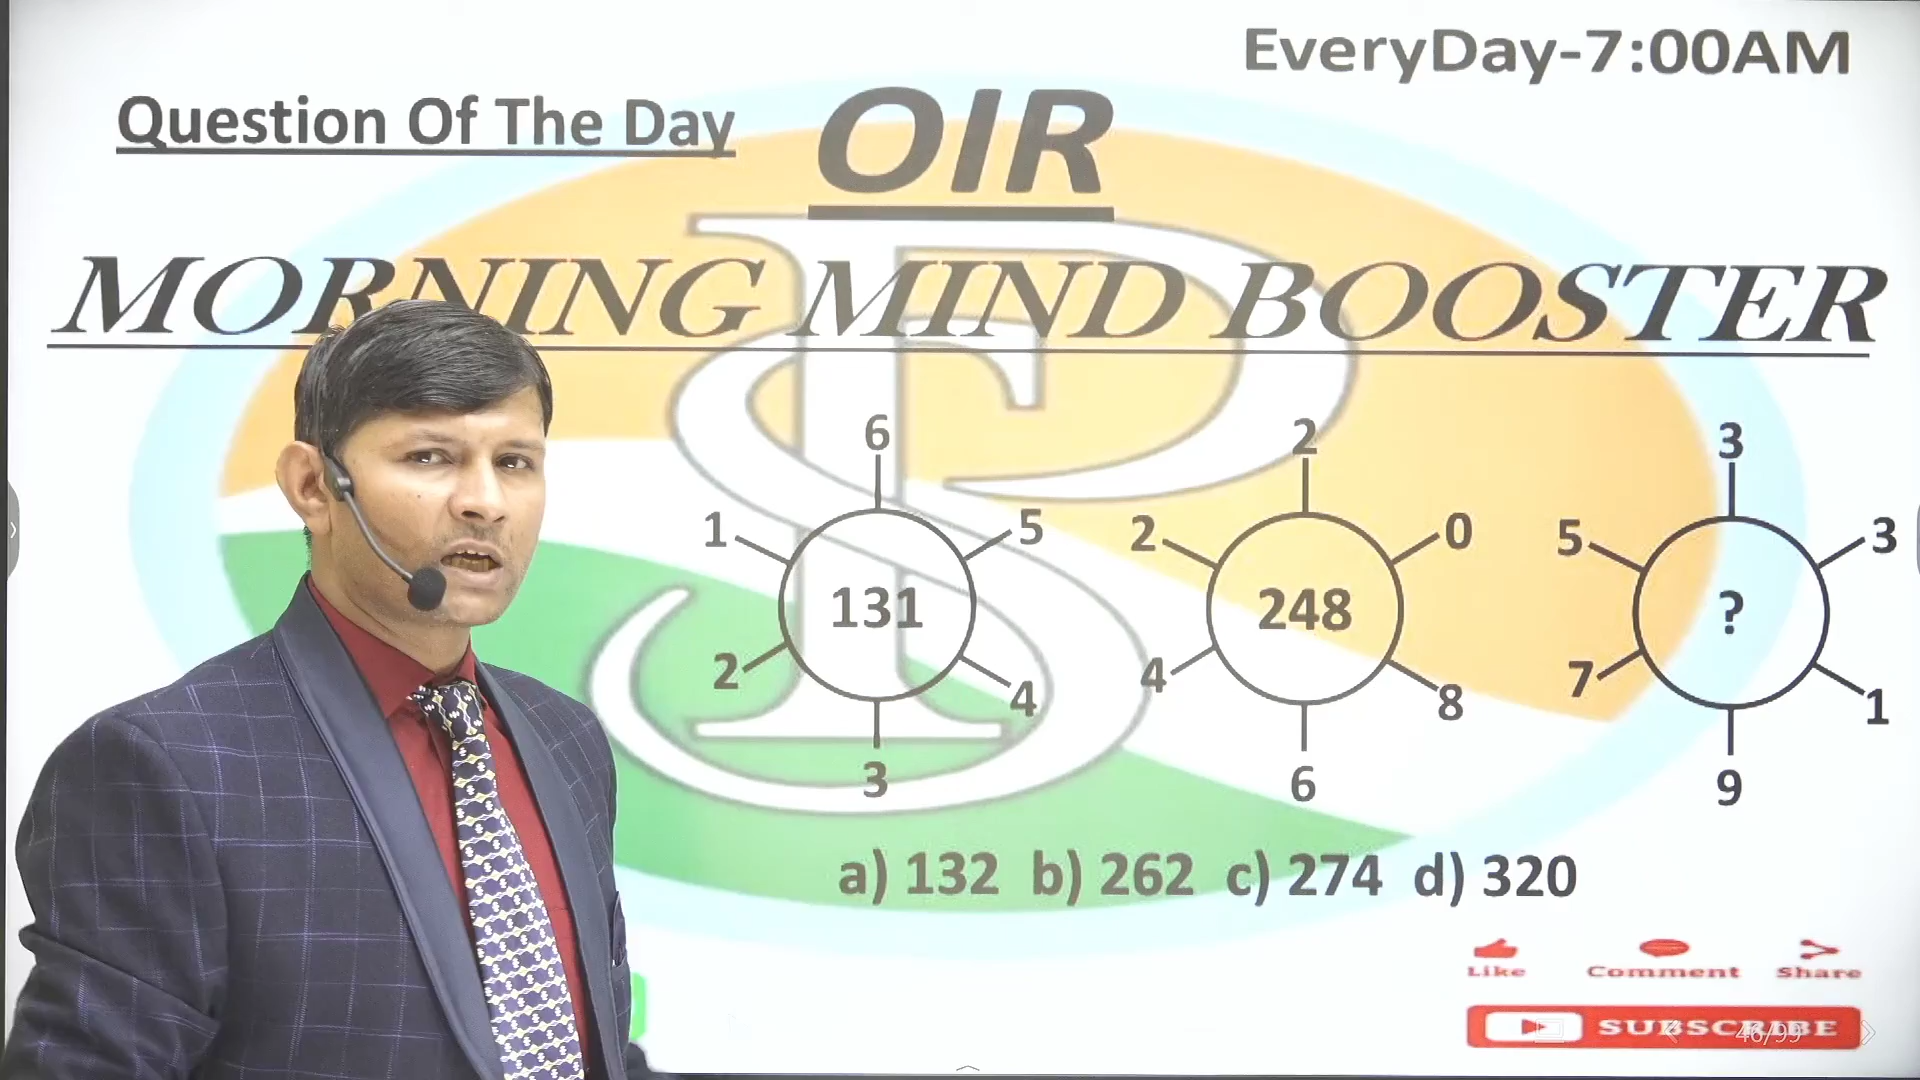 EveryDay-7:00AM
Question Of The Day
OIR
MORNING MIND BOOSTER
6
1 5
131
2 4
3
2
2 0
248
4 8
6
3
5 3
?
7 1
9
a) 132 b) 262 c) 274 d) 320
Like Comment Share
SUBSCRIBE
46/99